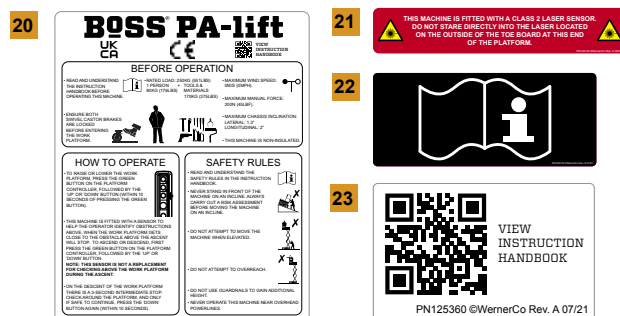 20
BOSS® PA-lift
UK
CA
CE
VIEW
INSTRUCTION
HANDBOOK
BEFORE OPERATION
• READ AND UNDERSTAND
THE INSTRUCTION
HANDBOOK BEFORE
OPERATING THIS MACHINE.
• ENSURE BOTH
SWIVEL CASTOR BRAKES
ARE LOCKED
BEFORE ENTERING
THE WORK
PLATFORM.
•RATED LOAD: 250KG (551LBS)
1 PERSON + TOOLS &
80KG (176LBS) MATERIALS
170KG (375LBS)
•MAXIMUM WIND SPEED:
0M/S (0MPH).
•MAXIMUM MANUAL FORCE:
200N (45LBF).
•MAXIMUM CHASSIS INCLINATION:
LATERAL: 1.3°
LONGITUDINAL: 2°
• THIS MACHINE IS NON-INSULATED.
HOW TO OPERATE
• TO RAISE OR LOWER THE WORK
PLATFORM, PRESS THE GREEN
BUTTON ON THE PLATFORM
CONTROLLER, FOLLOWED BY THE
'UP' OR 'DOWN' BUTTON (WITHIN 10
SECONDS OF PRESSING THE GREEN
BUTTON).
• THIS MACHINE IS FITTED WITH A SENSOR TO
HELP THE OPERATOR IDENTIFY OBSTRUCTIONS
ABOVE. WHEN THE WORK PLATFORM GETS
CLOSE TO THE OBSTACLE ABOVE THE ASCENT
WILL STOP. TO ASCEND OR DESCEND, FIRST
PRESS THE GREEN BUTTON ON THE PLATFORM
CONTROLLER, FOLLOWED BY THE 'UP' OR
'DOWN' BUTTON.
NOTE: THIS SENSOR IS NOT A REPLACEMENT
FOR CHECKING ABOVE THE WORK PLATFORM
DURING THE ASCENT.
• ON THE DESCENT OF THE WORK PLATFORM
THERE IS A 3-SECOND INTERMEDIATE STOP.
CHECK AROUND THE PLATFORM, AND ONLY
IF SAFE TO CONTINUE, PRESS THE 'DOWN'
BUTTON AGAIN (WITHIN 10 SECONDS).
SAFETY RULES
• READ AND UNDERSTAND THE
SAFETY RULES IN THE INSTRUCTION
HANDBOOK.
• NEVER STAND IN FRONT OF THE
MACHINE ON AN INCLINE. ALWAYS
CARRY OUT A RISK ASSESSMENT
BEFORE MOVING THE MACHINE
ON AN INCLINE.
• DO NOT ATTEMPT TO MOVE THE
MACHINE WHEN ELEVATED.
• DO NOT ATTEMPT TO OVERREACH.
• DO NOT USE GUARDRAILS TO GAIN ADDITIONAL
HEIGHT.
• NEVER OPERATE THIS MACHINE NEAR OVERHEAD
POWERLINES.
21
THIS MACHINE IS FITTED WITH A CLASS 2 LASER SENSOR.
DO NOT STARE DIRECTLY INTO THE LASER LOCATED
ON THE OUTSIDE OF THE TOE BOARD AT THIS END
OF THE PLATFORM.
22
23
VIEW
INSTRUCTION
HANDBOOK
PN125360 ©WernerCo Rev. A 07/21